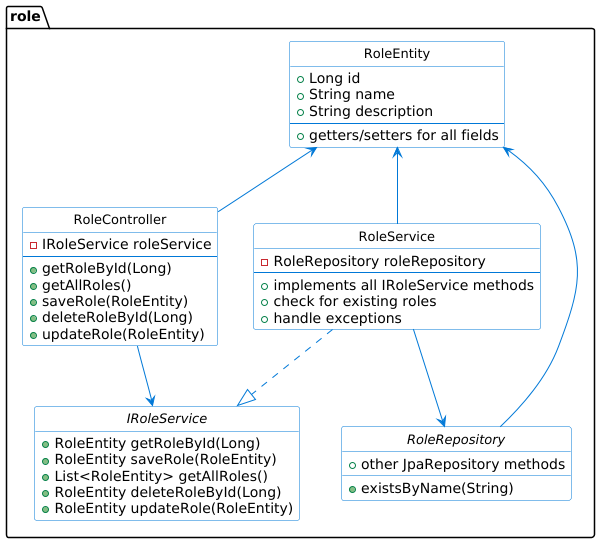 role
RoleEntity
Long id
String name
String description
getters/setters for all fields
RoleController
IRoleService roleService
getRoleById(Long)
getAllRoles()
saveRole(RoleEntity)
deleteRoleById(Long)
updateRole(RoleEntity)
RoleService
RoleRepository roleRepository
implements all IRoleService methods
check for existing roles
handle exceptions
IRoleService
RoleEntity getRoleById(Long)
RoleEntity saveRole(RoleEntity)
List<RoleEntity> getAllRoles()
RoleEntity deleteRoleById(Long)
RoleEntity updateRole(RoleEntity)
RoleRepository
other JpaRepository methods
existsByName(String)